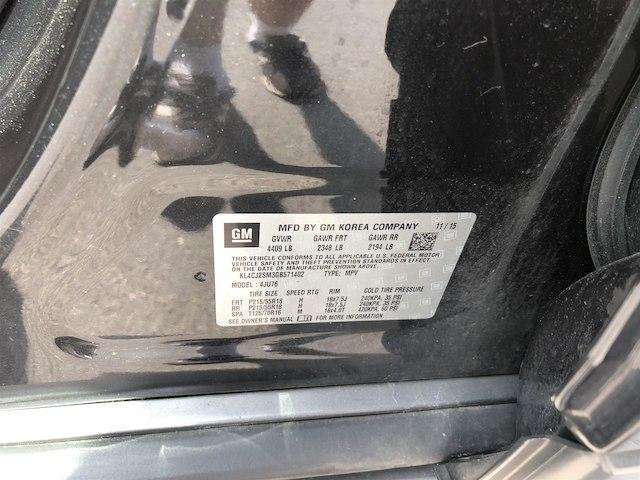 GM
MFD BY GM KOREA COMPANY 11/15
GVWR GAWR FRT GAWR RR
4409 LB 2348 LB 2194 LB
THIS VEHICLE CONFORMS TO ALL APPLICABLE U.S. FEDERAL MOTOR
VEHICLE SAFETY AND THEFT PREVENTION STANDARDS IN EFFECT ON
THE DATE OF MANUFACTURE SHOWN ABOVE.
KL4CJ2SM3GB571402 TYPE: MPV
MODEL: 4JU76
TIRE SIZE SPEED RTG RIM COLD TIRE PRESSURE
FRT P215/55R18 H 18x7.5J 240KPA, 35 PSI
RR P215/55R18 H 18x7.5J 240KPA, 35 PSI
SPA T125/70R16 M 16x4.0T 420KPA, 60 PSI
SEE OWNER'S MANUAL FOR MORE INFORMATION.